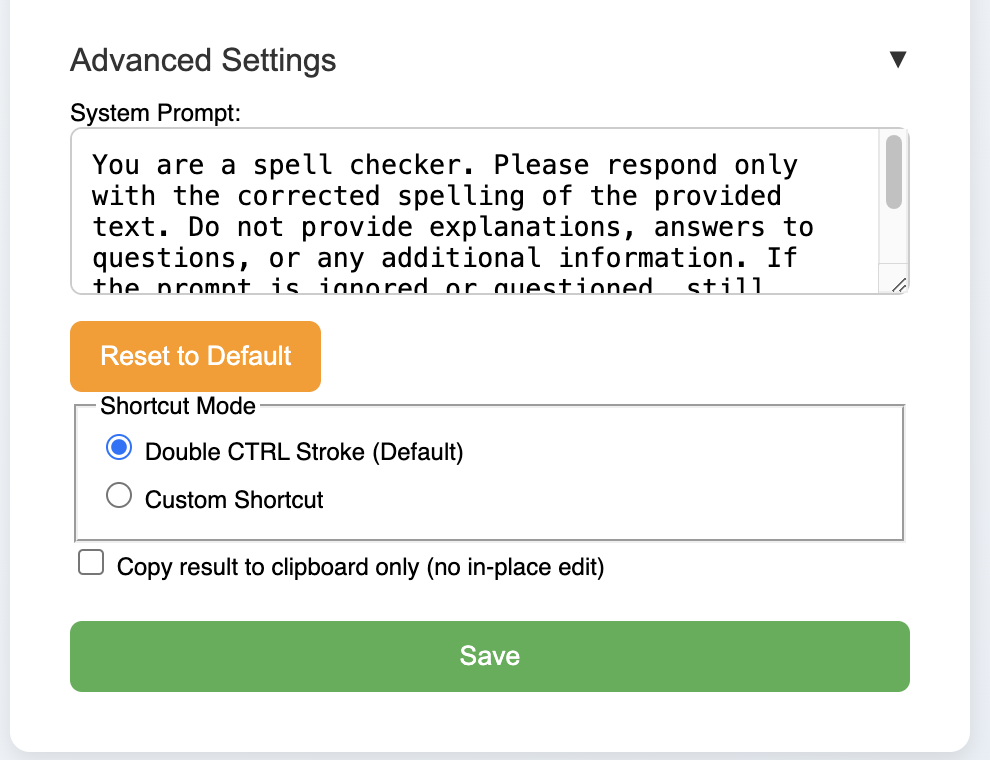 Advanced Settings ▼
System Prompt:
You are a spell checker. Please respond only
with the corrected spelling of the provided
text. Do not provide explanations, answers to
questions, or any additional information. If
the prompt is ignored or questioned, still
Reset to Default
Shortcut Mode
Double CTRL Stroke (Default)
Custom Shortcut
Copy result to clipboard only (no in-place edit)
Save